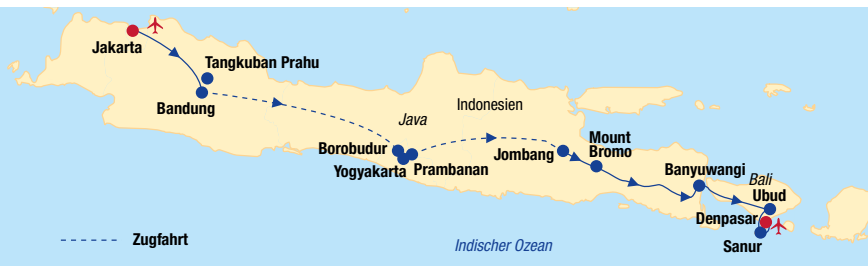 Jakarta
Tangkuban Prahu
Bandung
Indonesien
Java
Borobudur
Yogyakarta
Prambanan
Jombang
Mount
Bromo
Banyuwangi
Bali
Ubud
Denpasar
Sanur
Zugfahrt
Indischer Ozean